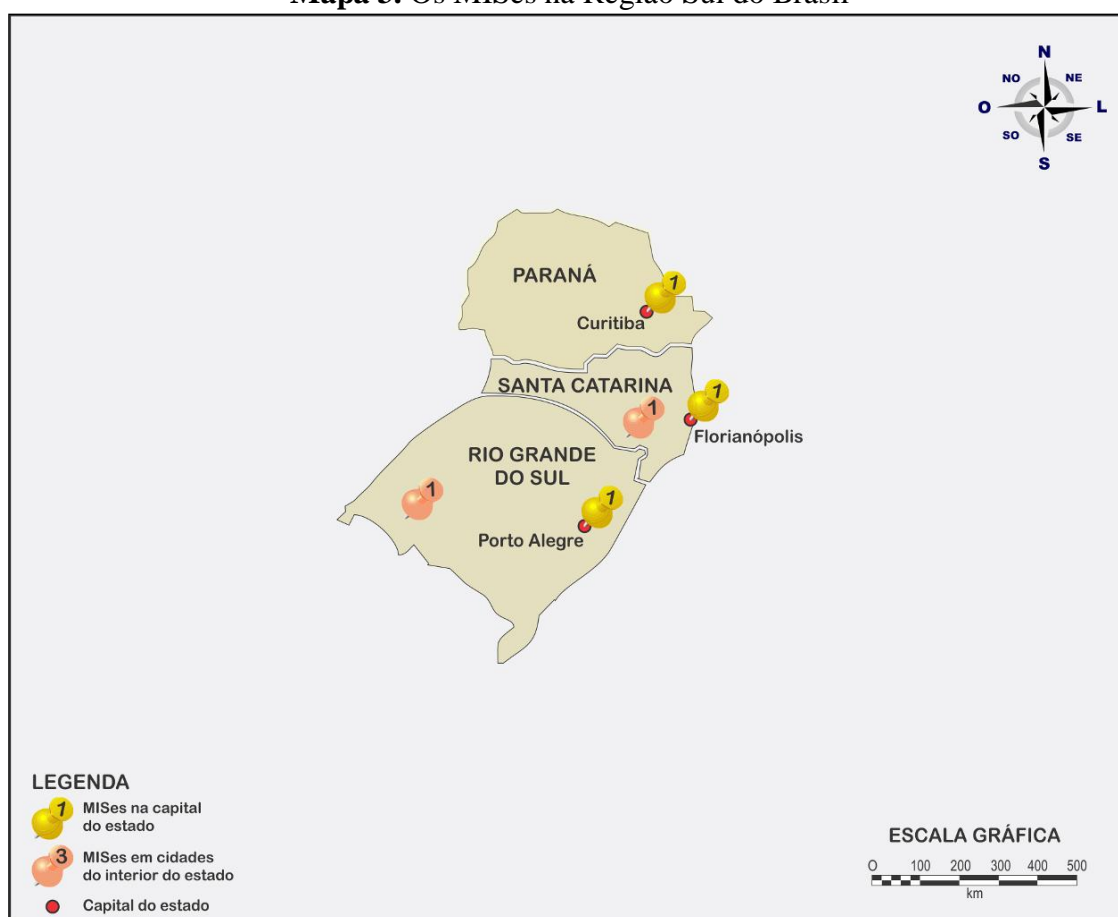 Mapa 5. Os MISes na Região Sul do Brasil
N
NO
NE
O
L
SO
SE
S
PARANÁ
1
Curitiba
SANTA CATARINA
1
1
Florianópolis
RIO GRANDE
DO SUL
1
1
Porto Alegre
LEGENDA
1
MISes na capital
do estado
3
MISes em cidades
do interior do estado
Capital do estado
ESCALA GRÁFICA
O 100 200 300 400 500
km